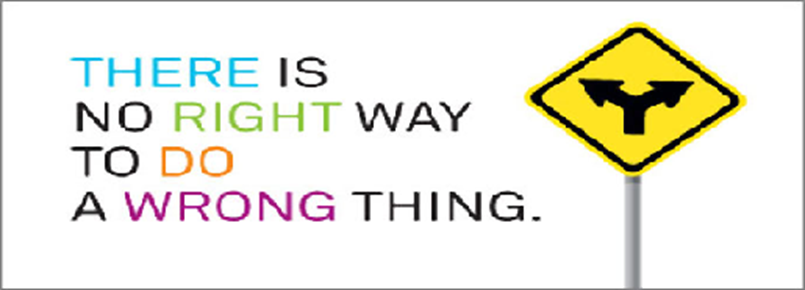 THERE IS
NO RIGHT WAY
TO DO
A WRONG THING.